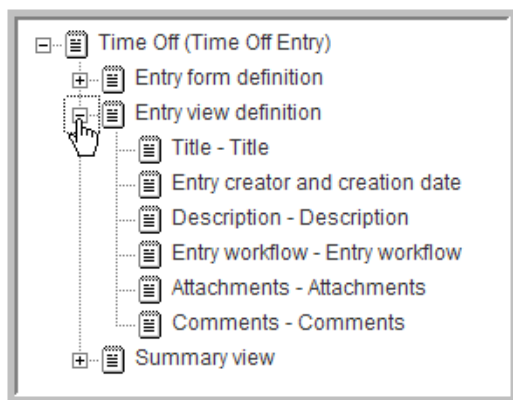 Time Off (Time Off Entry)
Entry form definition
Entry view definition
Title - Title
Entry creator and creation date
Description - Description
Entry workflow - Entry workflow
Attachments - Attachments
Comments - Comments
Summary view